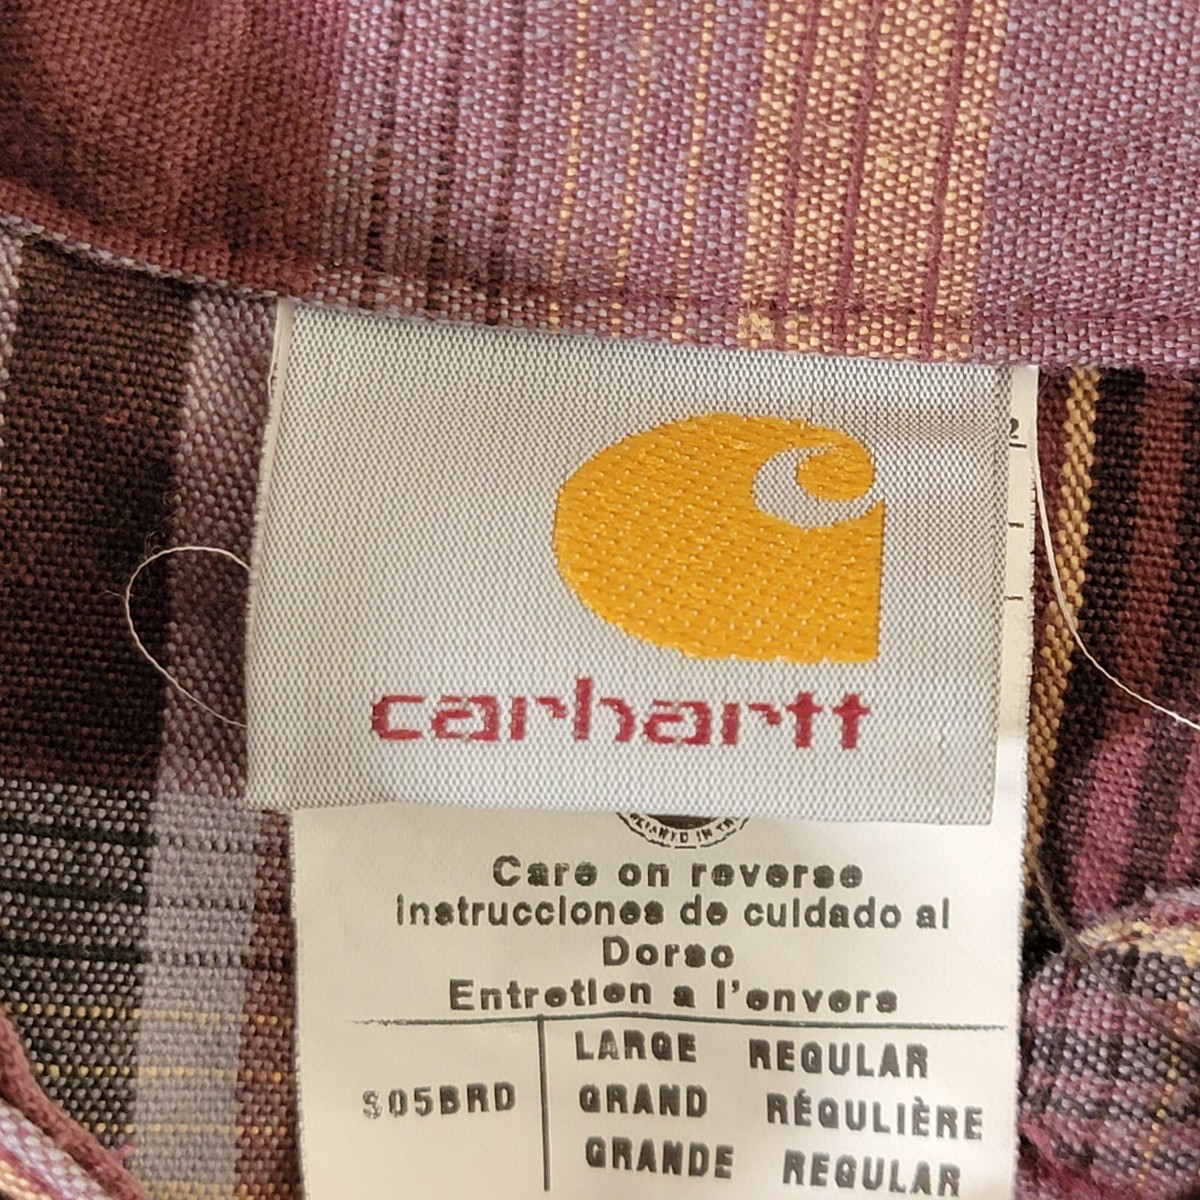 carhartt
Care on reverse
Instrucciones de cuidado al
Dorso
Entretien a l'envers
S05BRD
LARGE REGULAR
GRAND RÉGULIÈRE
GRANDE REGULAR